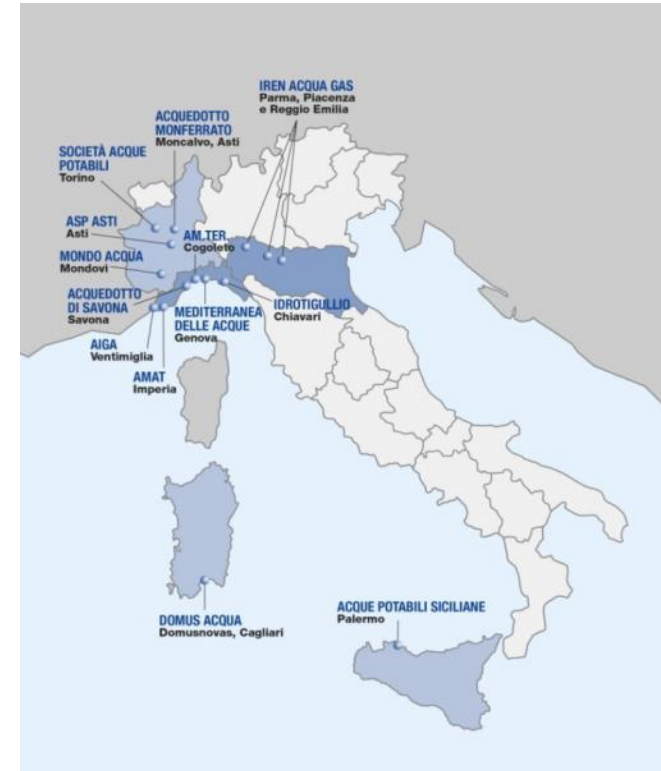 IREN ACQUA GAS
Parma, Piacenza
e Reggio Emilia
ACQUEDOTTO
MONFERRATO
Moncalvo, Asti
SOCIETÀ ACQUE
POTABILI
Torino
ASP ASTI
Asti
AM.TER.
Cogoleto
MONDO ACQUA
Mondovi
ACQUEDOTTO
DI SAVONA
Savona
MEDITERRANEA
DELLE ACQUE
Genova
IDROTIGULLIO
Chiavari
AIGA
Ventimiglia
AMAT
Imperia
DOMUS ACQUA
Domusnovas, Cagliari
ACQUE POTABILI SICILIANE
Palermo